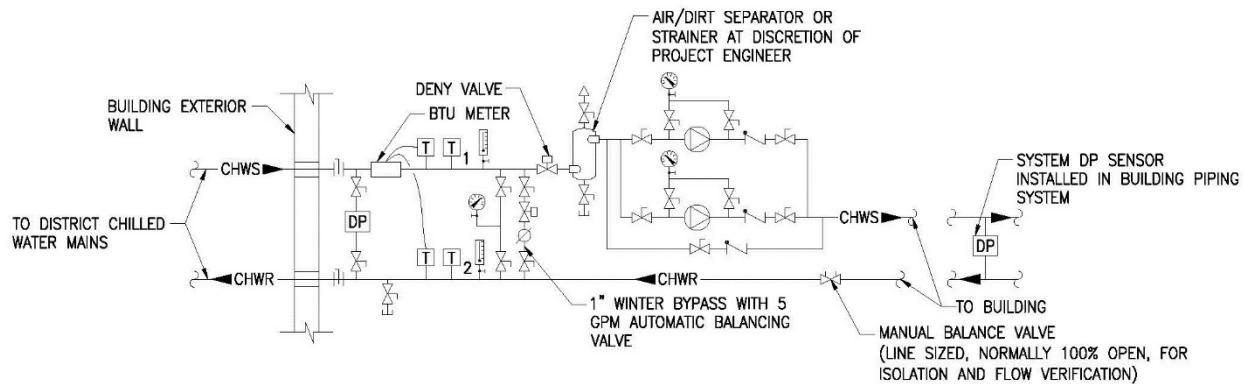 AIR/DIRT SEPARATOR OR
STRAINER AT DISCRETION OF
PROJECT ENGINEER
DENY VALVE
BTU METER
BUILDING EXTERIOR
WALL
T
T
1
CHWS
SYSTEM DP SENSOR
INSTALLED IN BUILDING PIPING
SYSTEM
TO DISTRICT CHILLED
WATER MAINS
DP
CHWS
DP
T
T
2
CHWR
CHWR
TO BUILDING
1" WINTER BYPASS WITH 5
GPM AUTOMATIC BALANCING
VALVE
MANUAL BALANCE VALVE
(LINE SIZED, NORMALLY 100% OPEN, FOR
ISOLATION AND FLOW VERIFICATION)